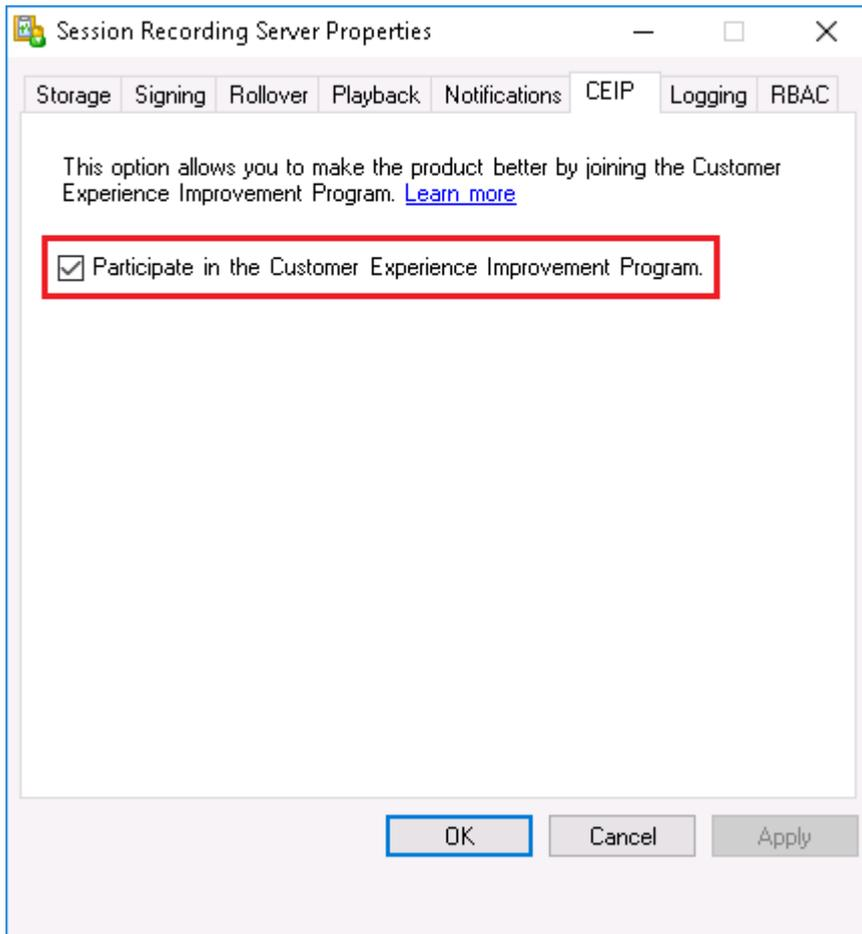 Session Recording Server Properties
Storage Signing Rollover Playback Notifications CEIP Logging RBAC
This option allows you to make the product better by joining the Customer
Experience Improvement Program. Learn more
Participate in the Customer Experience Improvement Program.
OK Cancel Apply